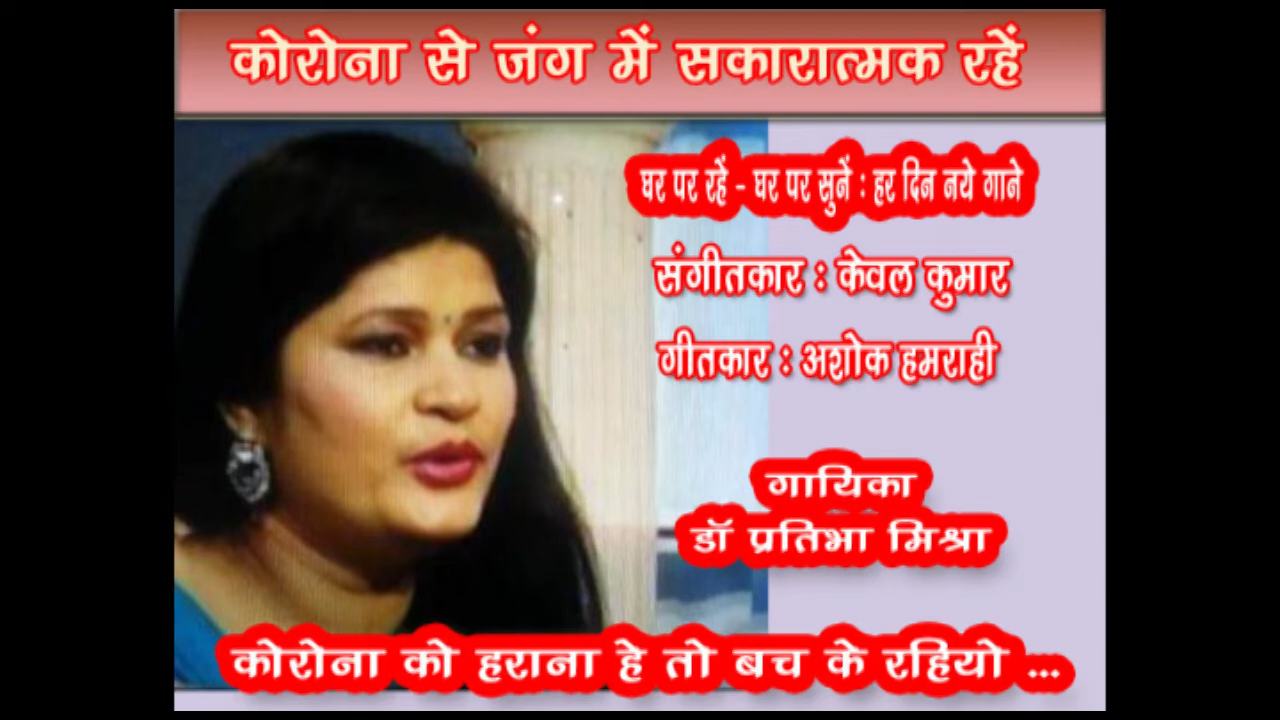 कोरोना से जंग में सकारात्मक रहें
घर पर रहें - घर पर सुनें : हर दिन नये गाने
संगीतकार : केवल कुमार
गीतकार : अशोक हमराही
गायिका
डॉ प्रतिभा मिश्रा
कोरोना को हराना हे तो बच के रहियो ...